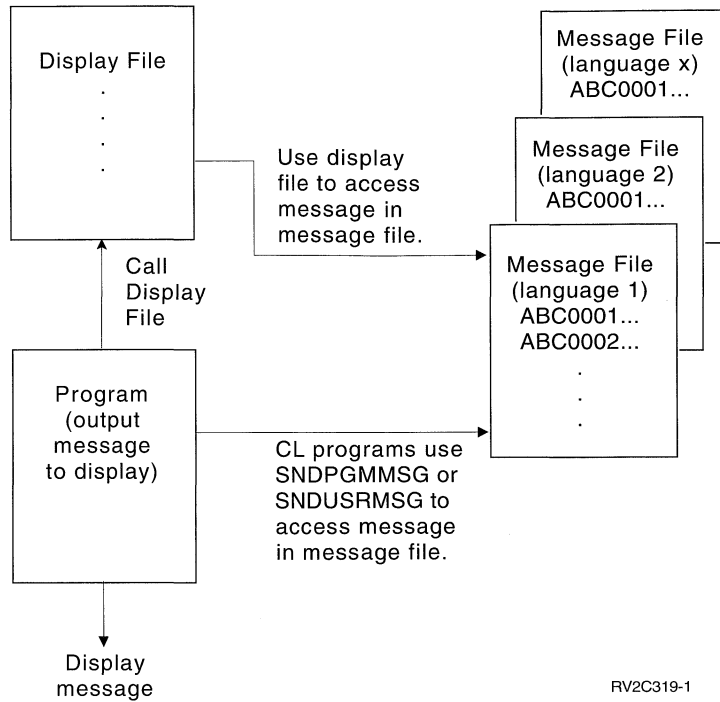 Display File
.
.
.
.
Call
Display
File
Program
(output
message
to display)
Display
message
Use display
file to access
message in
message file.
CL programs use
SNDPGMMSG or
SNDUSRMSG to
access message
in message file.
Message File
(language x)
ABC0001...
Message File
(language 2)
ABC0001...
Message File
(language 1)
ABC0001...
ABC0002...
.
.
.
RV2C319-1